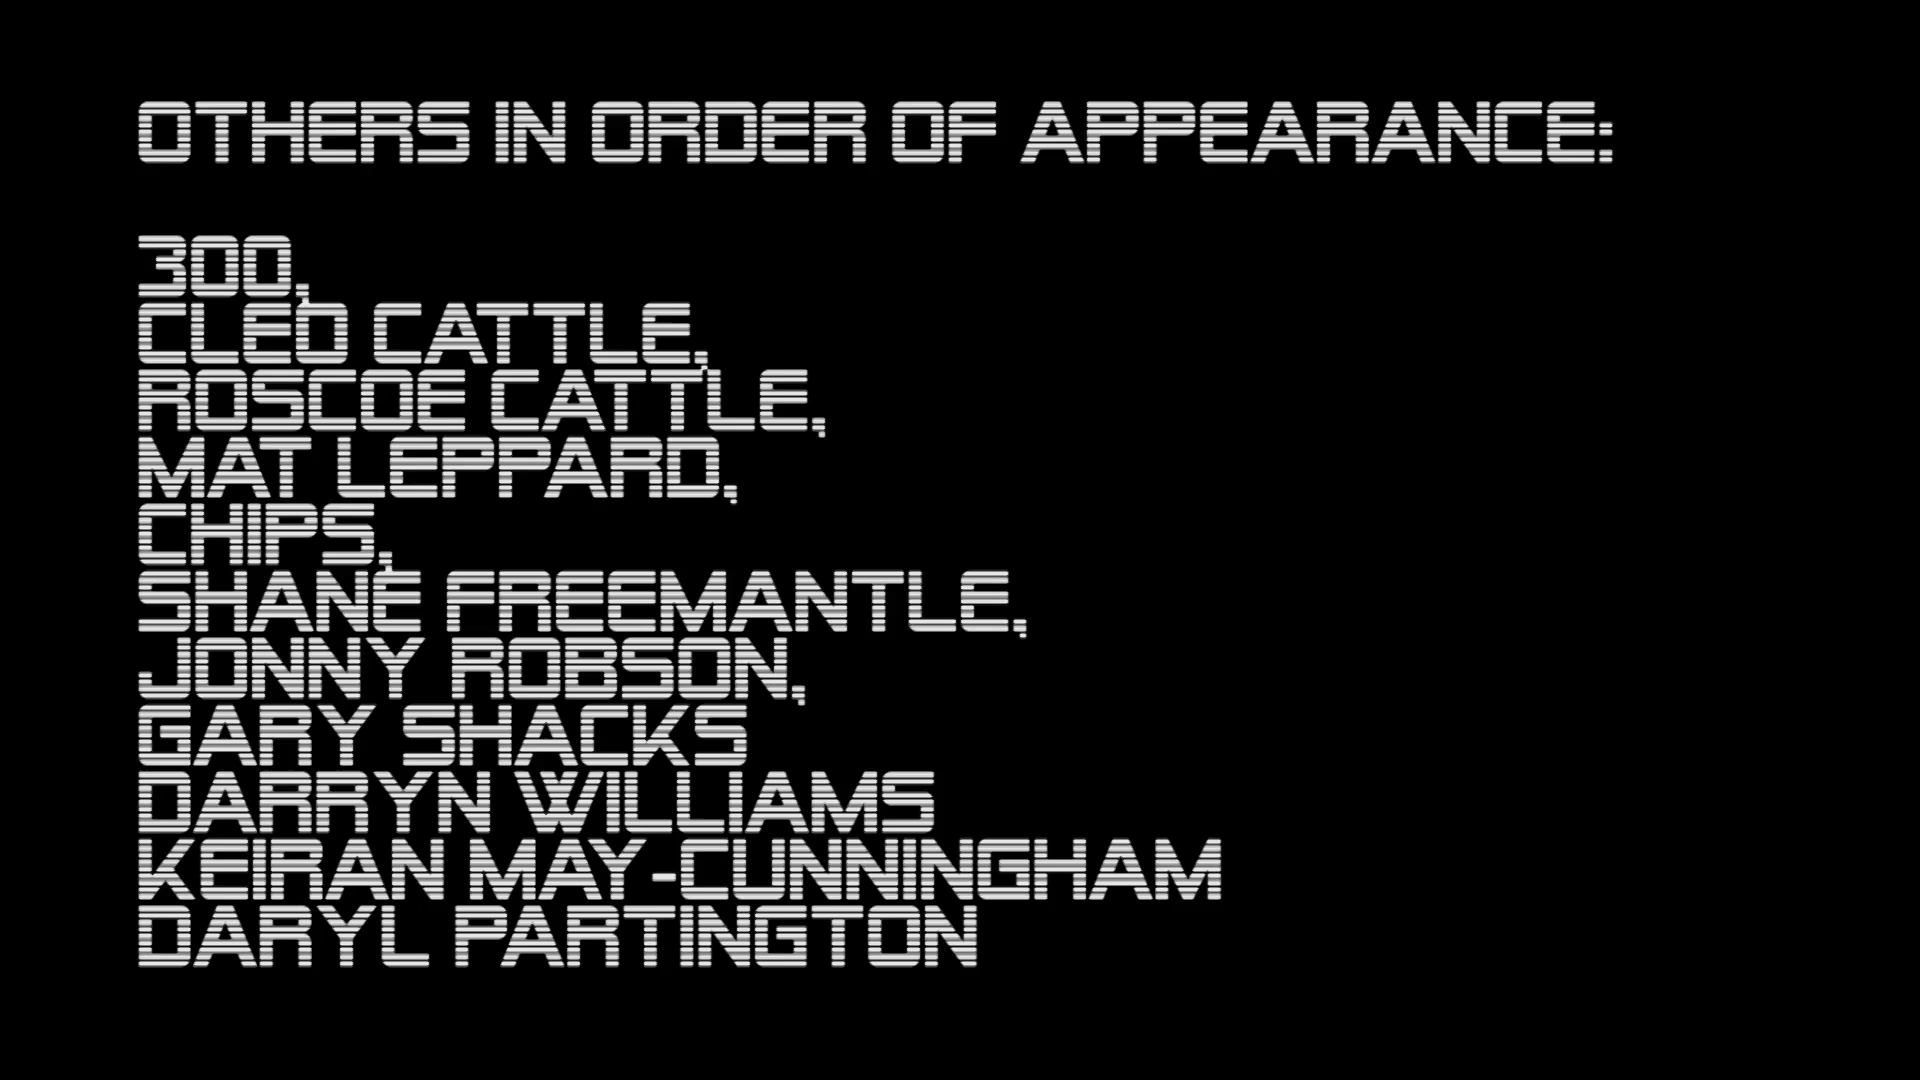 OTHERS IN ORDER OF APPEARANCE:
300,
CLEO CATTLE,
ROSCOE CATTLE,
MAT LEPPARD,
CHIPS,
SHANE FREEMANTLE,
JONNY ROBSON,
GARY SHACKS
DARRYN WILLIAMS
KEIRAN MAY-CUNNINGHAM
DARYL PARTINGTON